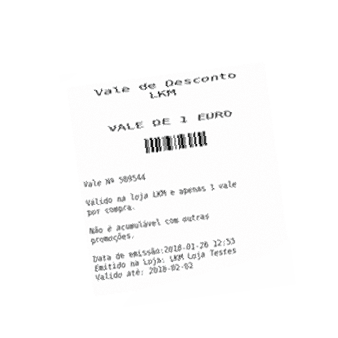 Vale de Desconto
LKM
VALE DE 1 EURO
Vale Nº 589544
Válido na loja LKM e apenas 1 vale
por compra.
Não é acumulável com outras
promoções.
Data de emissão:2018-01-26 12:53
Emitido na Loja: LKM Loja Testes
Valido até: 2018-02-02